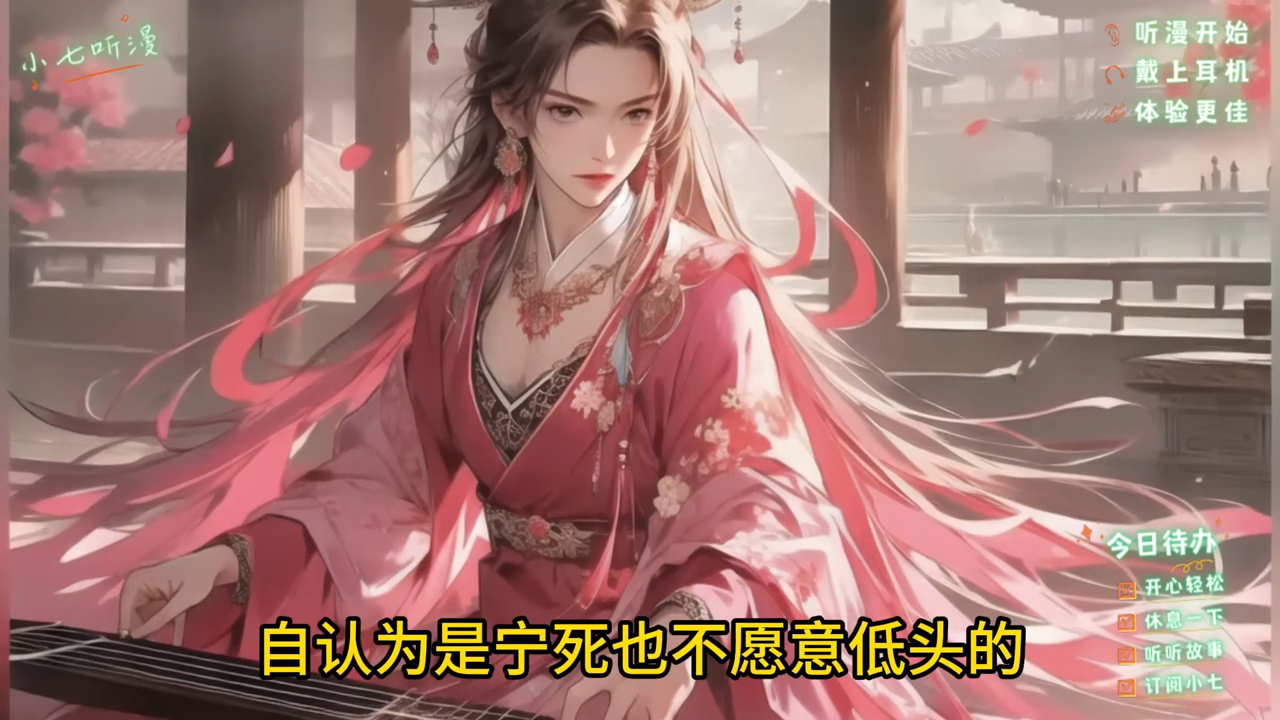 小七听漫
听漫开始
戴上耳机
体验更佳
今日待办
开心轻松
休息一下
听听故事
订阅小七
自认为是宁死也不愿意低头的